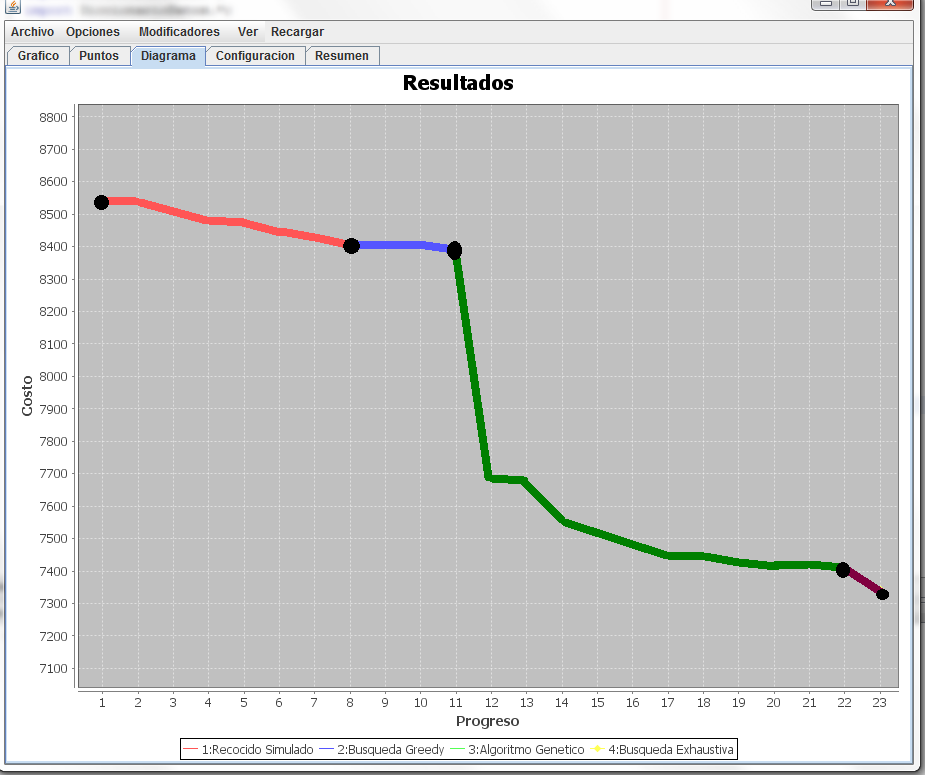 import
Archivo Opciones Modificadores Ver Recargar
Grafico Puntos Diagrama Configuracion Resumen
Resultados
8800
8700
8600
8500
8400
8300
8200
8100
8000
7900
7800
7700
7600
7500
7400
7300
7200
7100
Costo
1 2 3 4 5 6 7 8 9 10 11 12 13 14 15 16 17 18 19 20 21 22 23
Progreso
1:Recocido Simulado 2:Busqueda Greedy 3:Algoritmo Genetico 4:Busqueda Exhaustiva